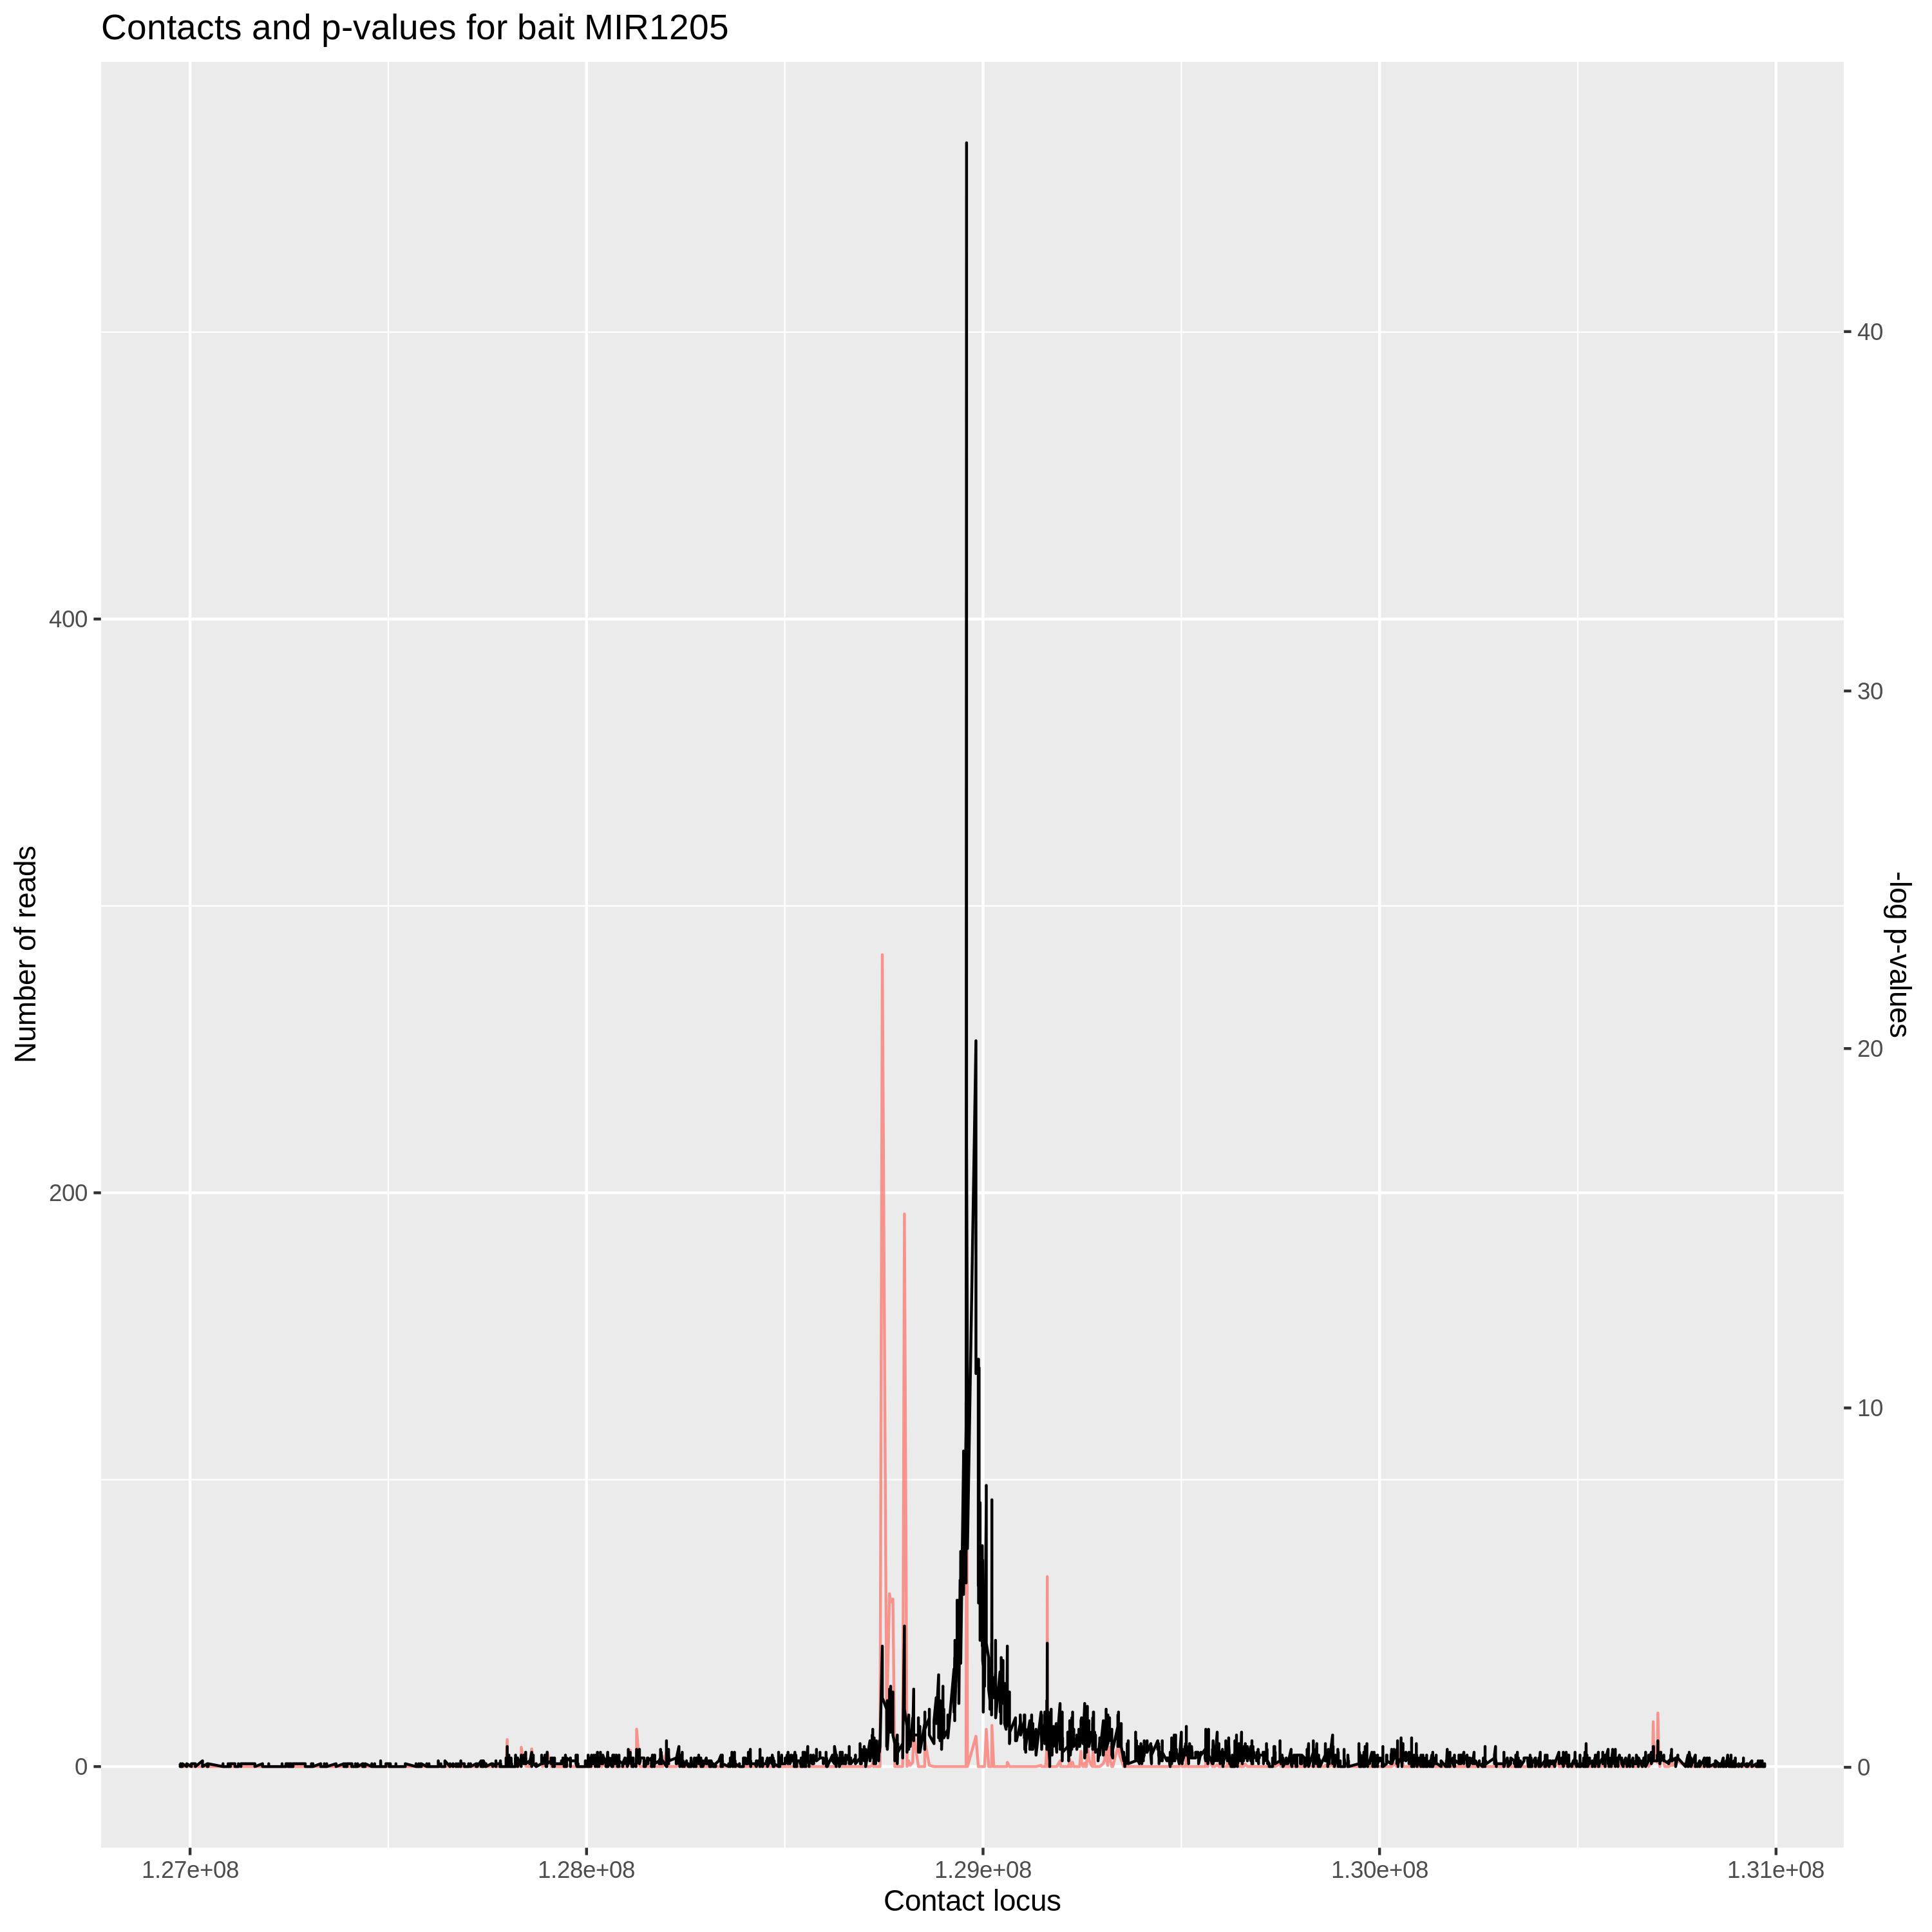 Contacts and p-values for bait MIR1205
Number of reads
400
200
0
-log p-values
40
30
20
10
0
1.27e+08 1.28e+08 1.29e+08 1.30e+08 1.31e+08
Contact locus